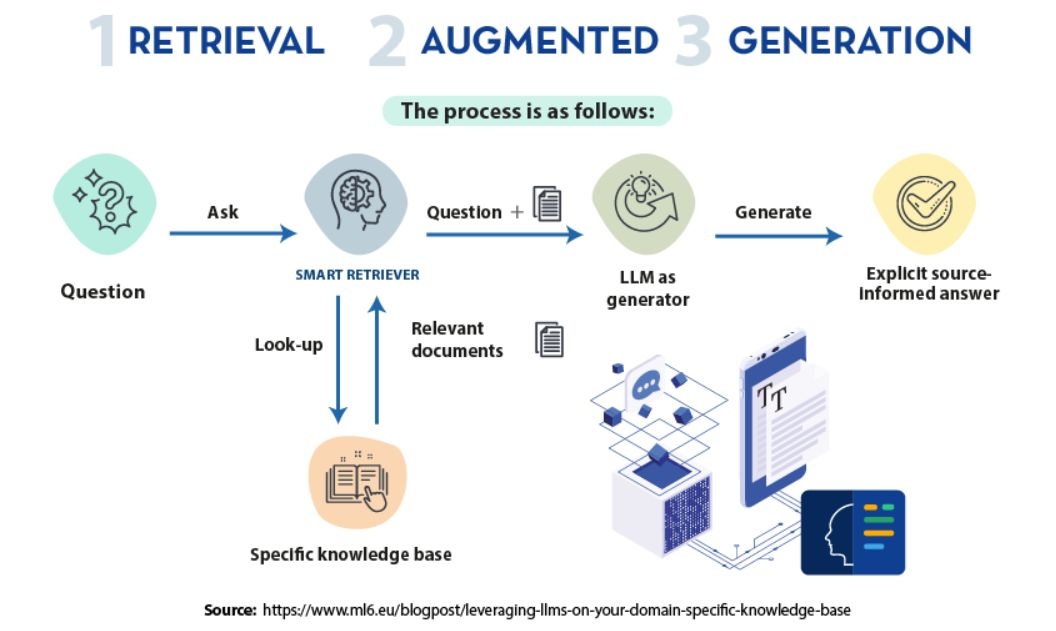 1 RETRIEVAL 2 AUGMENTED 3 GENERATION
The process is as follows:
Ask
Question +
Generate
Question
SMART RETRIEVER
LLM as
generator
Explicit source-
informed answer
Look-up
Relevant
documents
TT
Specific knowledge base
Source: https://www.ml6.eu/blogpost/leveraging-llms-on-your-domain-specific-knowledge-base